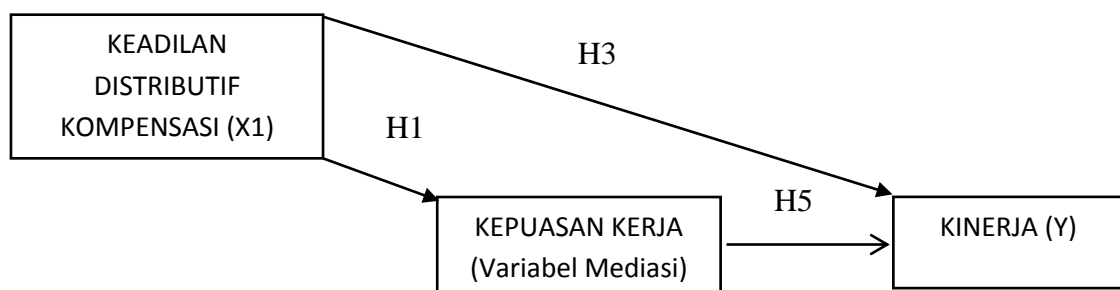 KEADILAN
DISTRIBUTIF
KOMPENSASI (X1)
H3
H1
H5
KEPUASAN KERJA
(Variabel Mediasi)
KINERJA (Y)